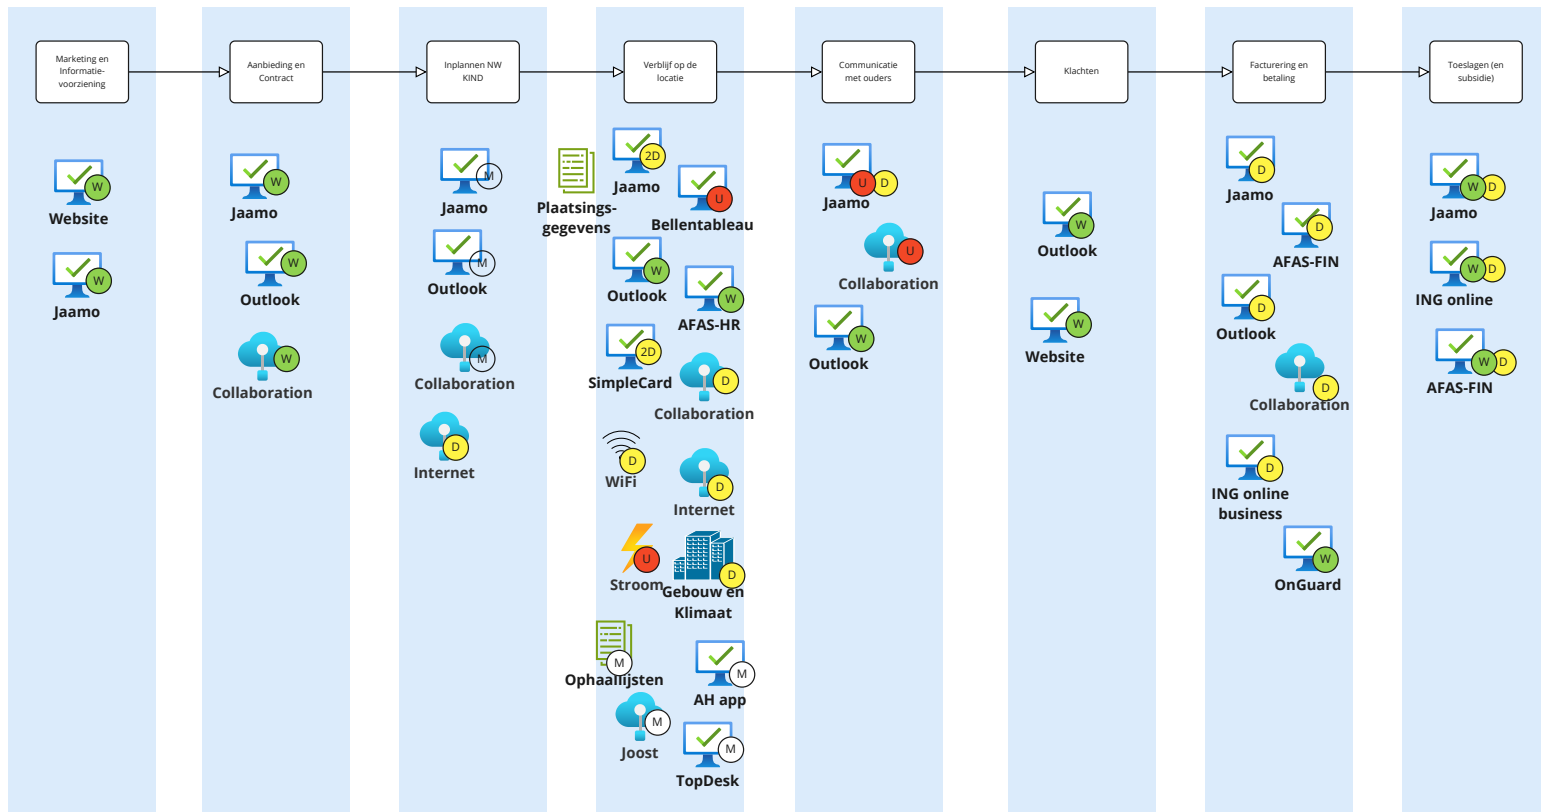 Marketing en
Informatie-
voorziening
Aanbieding en
Contract
Inplannen NW
KIND
Verblijf op de
locatie
Communicatie
met ouders
Klachten
Facturering en
betaling
Toeslagen (en
subsidie)
W
Website
W
Jaamo
W
Jaamo
W
Outlook
W
Collaboration
M
Jaamo
M
Outlook
M
Collaboration
D
Internet
Plaatsings-
gegevens
2D
Jaamo
U
Bellentableau
W
Outlook
W
AFAS-HR
2D
SimpleCard
D
Collaboration
D
WiFi
D
Internet
U
Stroom
D
Gebouw en
Klimaat
M
Ophaallijsten
M
AH app
M
Joost
M
TopDesk
U D
Jaamo
U
Collaboration
W
Outlook
W
Outlook
W
Website
D
Jaamo
D
AFAS-FIN
D
Outlook
D
Collaboration
D
ING online
business
W
OnGuard
W D
Jaamo
W D
ING online
W D
AFAS-FIN